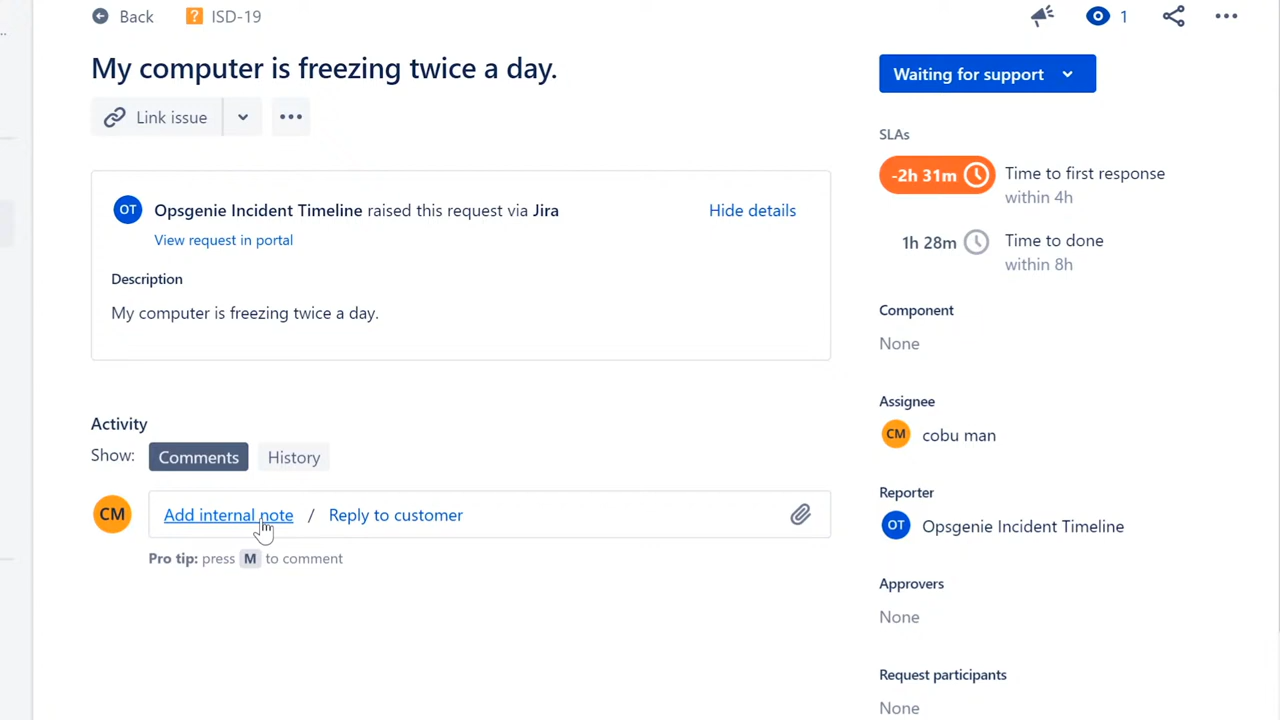 Back
ISD-19
1
My computer is freezing twice a day.
Waiting for support
Link issue
SLAs
-2h 31m
Time to first response
within 4h
OT
Opsgenie Incident Timeline raised this request via Jira
Hide details
View request in portal
1h 28m
Time to done
within 8h
Description
My computer is freezing twice a day.
Component
None
Activity
Assignee
CM
cobu man
Show:
Comments
History
CM
Add internal note / Reply to customer
Pro tip: press M to comment
Reporter
OT
Opsgenie Incident Timeline
Approvers
None
Request participants
None